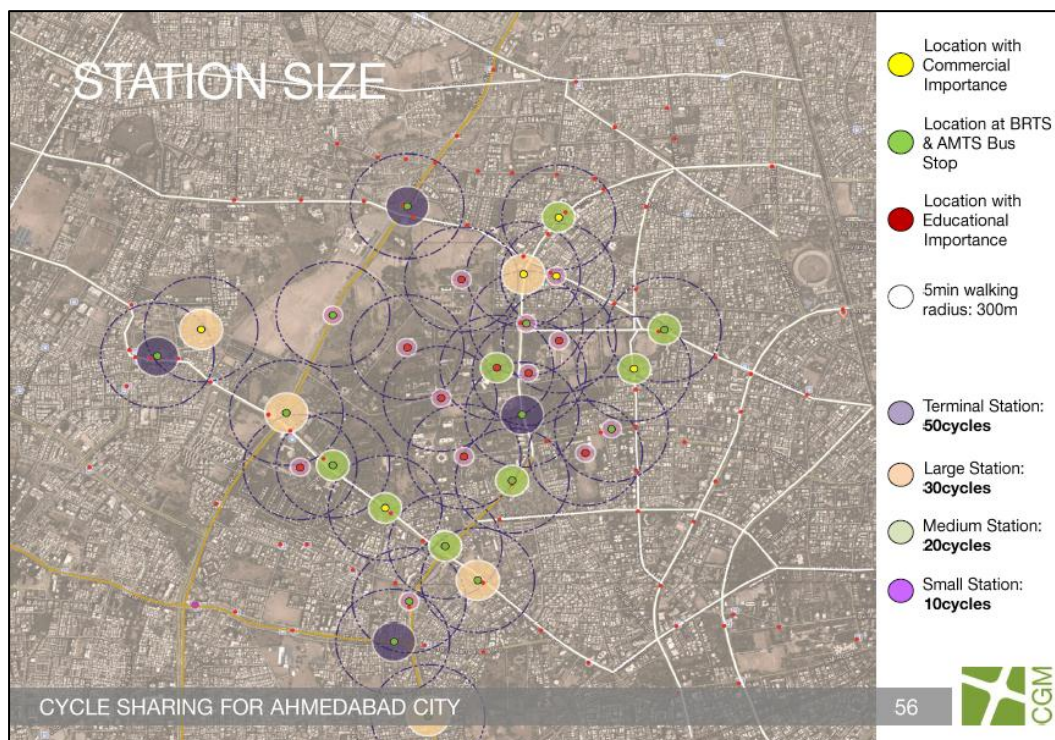 STATION SIZE
Location with
Commercial
Importance
Location at BRTS
& AMTS Bus
Stop
Location with
Educational
Importance
5min walking
radius: 300m
Terminal Station:
50cycles
Large Station:
30cycles
Medium Station:
20cycles
Small Station:
10cycles
CYCLE SHARING FOR AHMEDABAD CITY
56
CGM